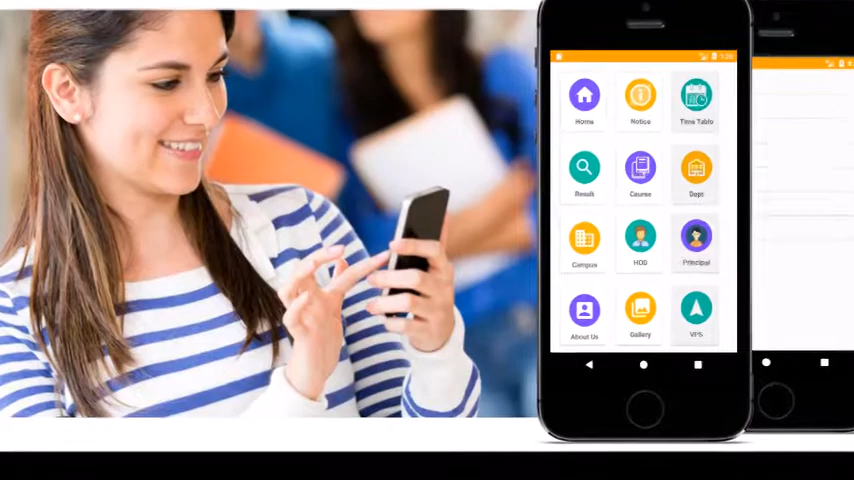 Home Notice Time Table
Result Course Dept
Campus HOD Principal
About Us Gallery VPS